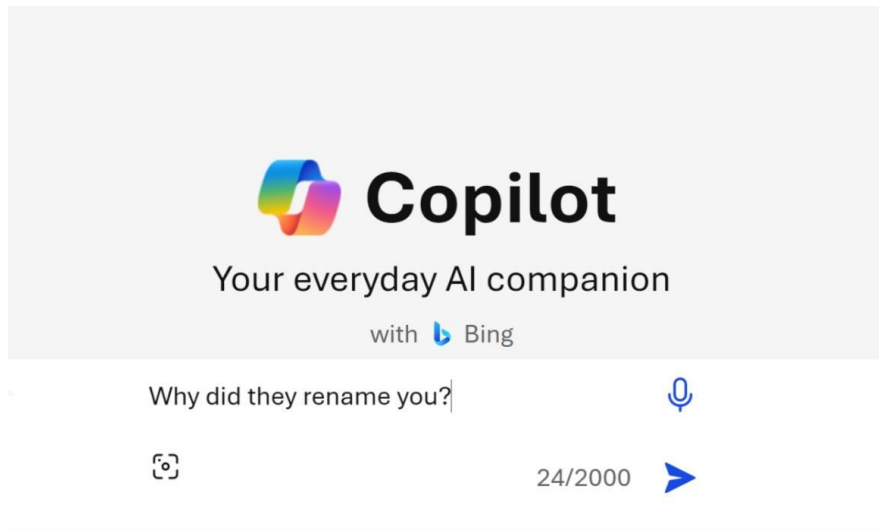 Copilot
Your everyday AI companion
with Bing
Why did they rename you?
24/2000